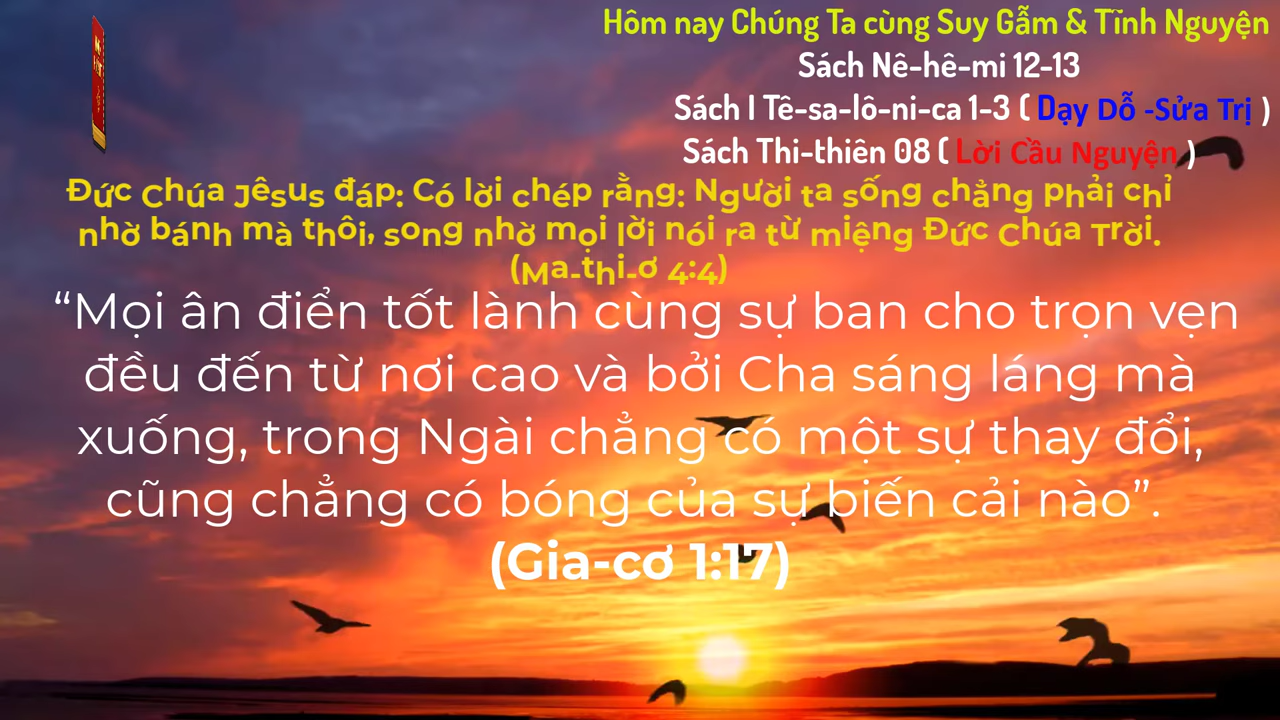 Hôm nay Chúng Ta cùng Suy Gẫm & Tĩnh Nguyện
Sách Nê-hê-mi 12-13
Sách I Tê-sa-lô-ni-ca 1-3 ( Dạy Dỗ -Sửa Trị )
Sách Thi-thiên 08 ( Lời Cầu Nguyện )
Đức Chúa Jêsus đáp: Có lời chép rằng: Người ta sống chẳng phải chỉ
nhờ bánh mà thôi, song nhờ mọi lời nói ra từ miệng Đức Chúa Trời.
(Ma-thi-ơ 4:4)
“Mọi ân điển tốt lành cùng sự ban cho trọn vẹn
đều đến từ nơi cao và bởi Cha sáng láng mà
xuống, trong Ngài chẳng có một sự thay đổi,
cũng chẳng có bóng của sự biến cải nào”.
(Gia-cơ 1:17)